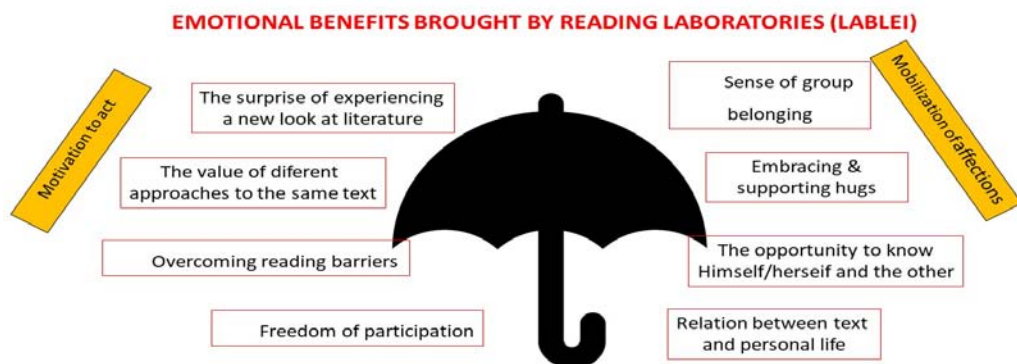 EMOTIONAL BENEFITS BROUGHT BY READING LABORATORIES (LABLEI)
Motivation to act
The surprise of experiencing
a new look at literature
The value of diferent
approaches to the same text
Overcoming reading barriers
Freedom of participation
Sense of group
belonging
Embracing &
supporting hugs
The opportunity to know
Himself/herseif and the other
Relation between text
and personal life
Mobilization of affections